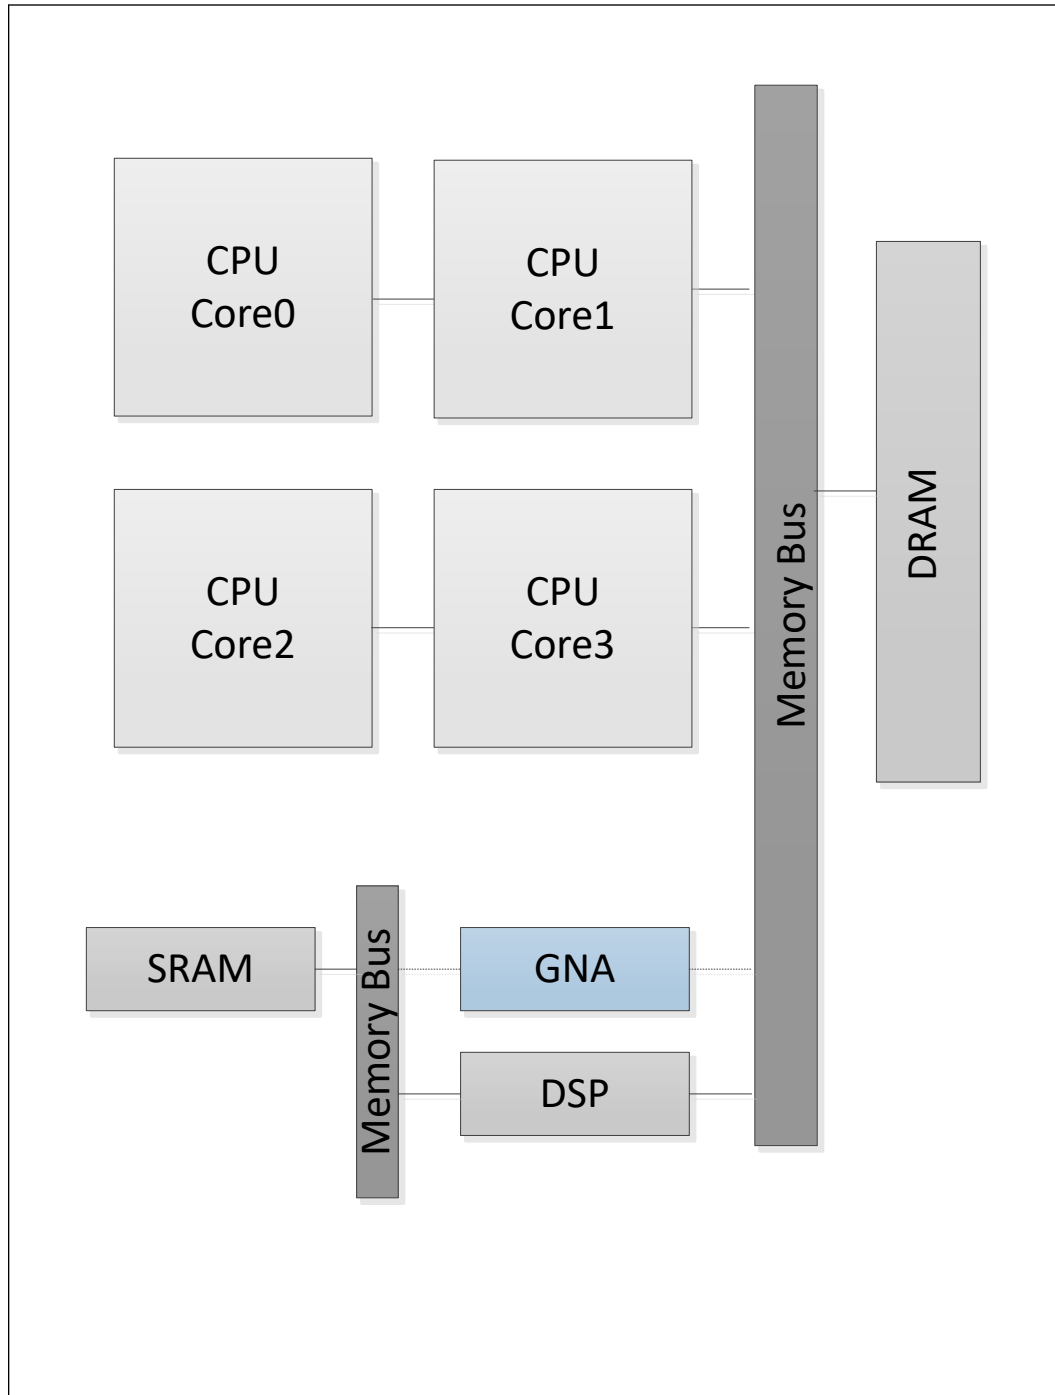 CPU
Core0
CPU
Core1
CPU
Core2
CPU
Core3
Memory Bus
DRAM
SRAM
Memory Bus
GNA
DSP